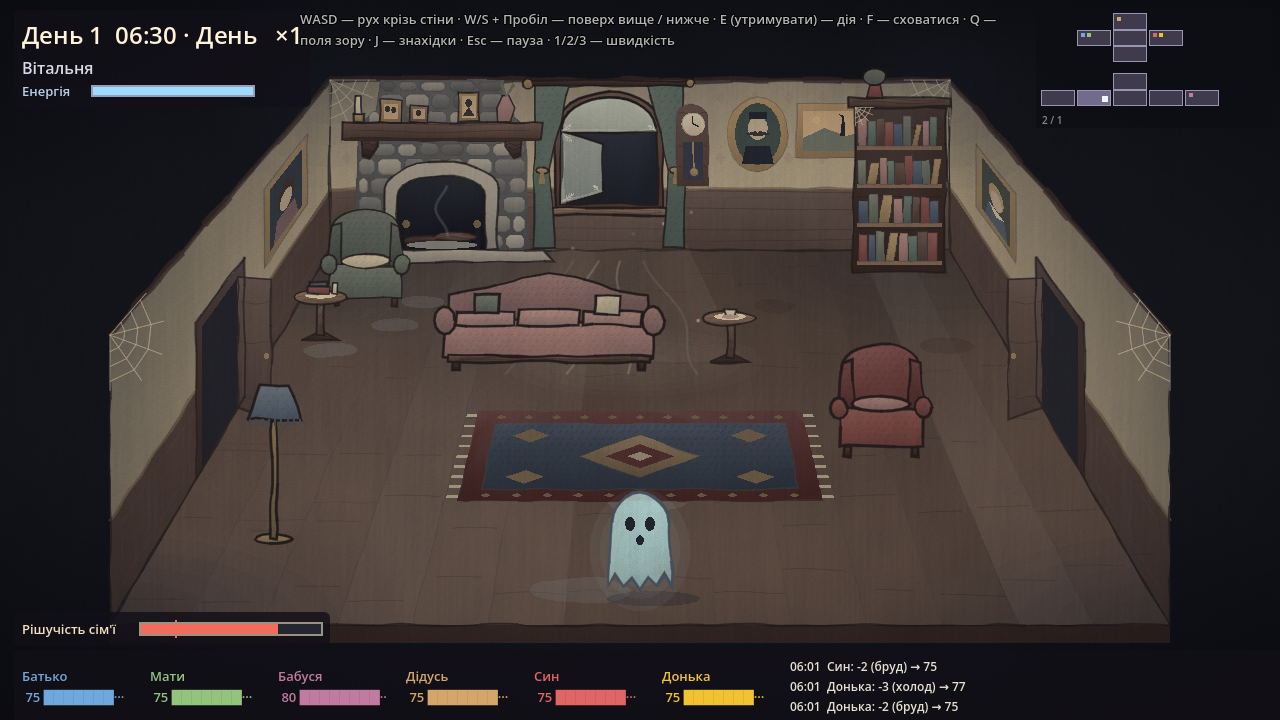 День 1  06:30 · День   ×1
WASD — рух крізь стіни · W/S + Пробіл — поверх вище / нижче · E (утримувати) — дія · F — сховатися · Q —
поля зору · J — знахідки · Esc — пауза · 1/2/3 — швидкість
Вітальня
Енергія
2 / 1
Рішучість сім'ї
Батько
75
Мати
75
Бабуся
80
Дідусь
75
Син
75
Донька
75
06:01  Син: -2 (бруд) → 75
06:01  Донька: -3 (холод) → 77
06:01  Донька: -2 (бруд) → 75